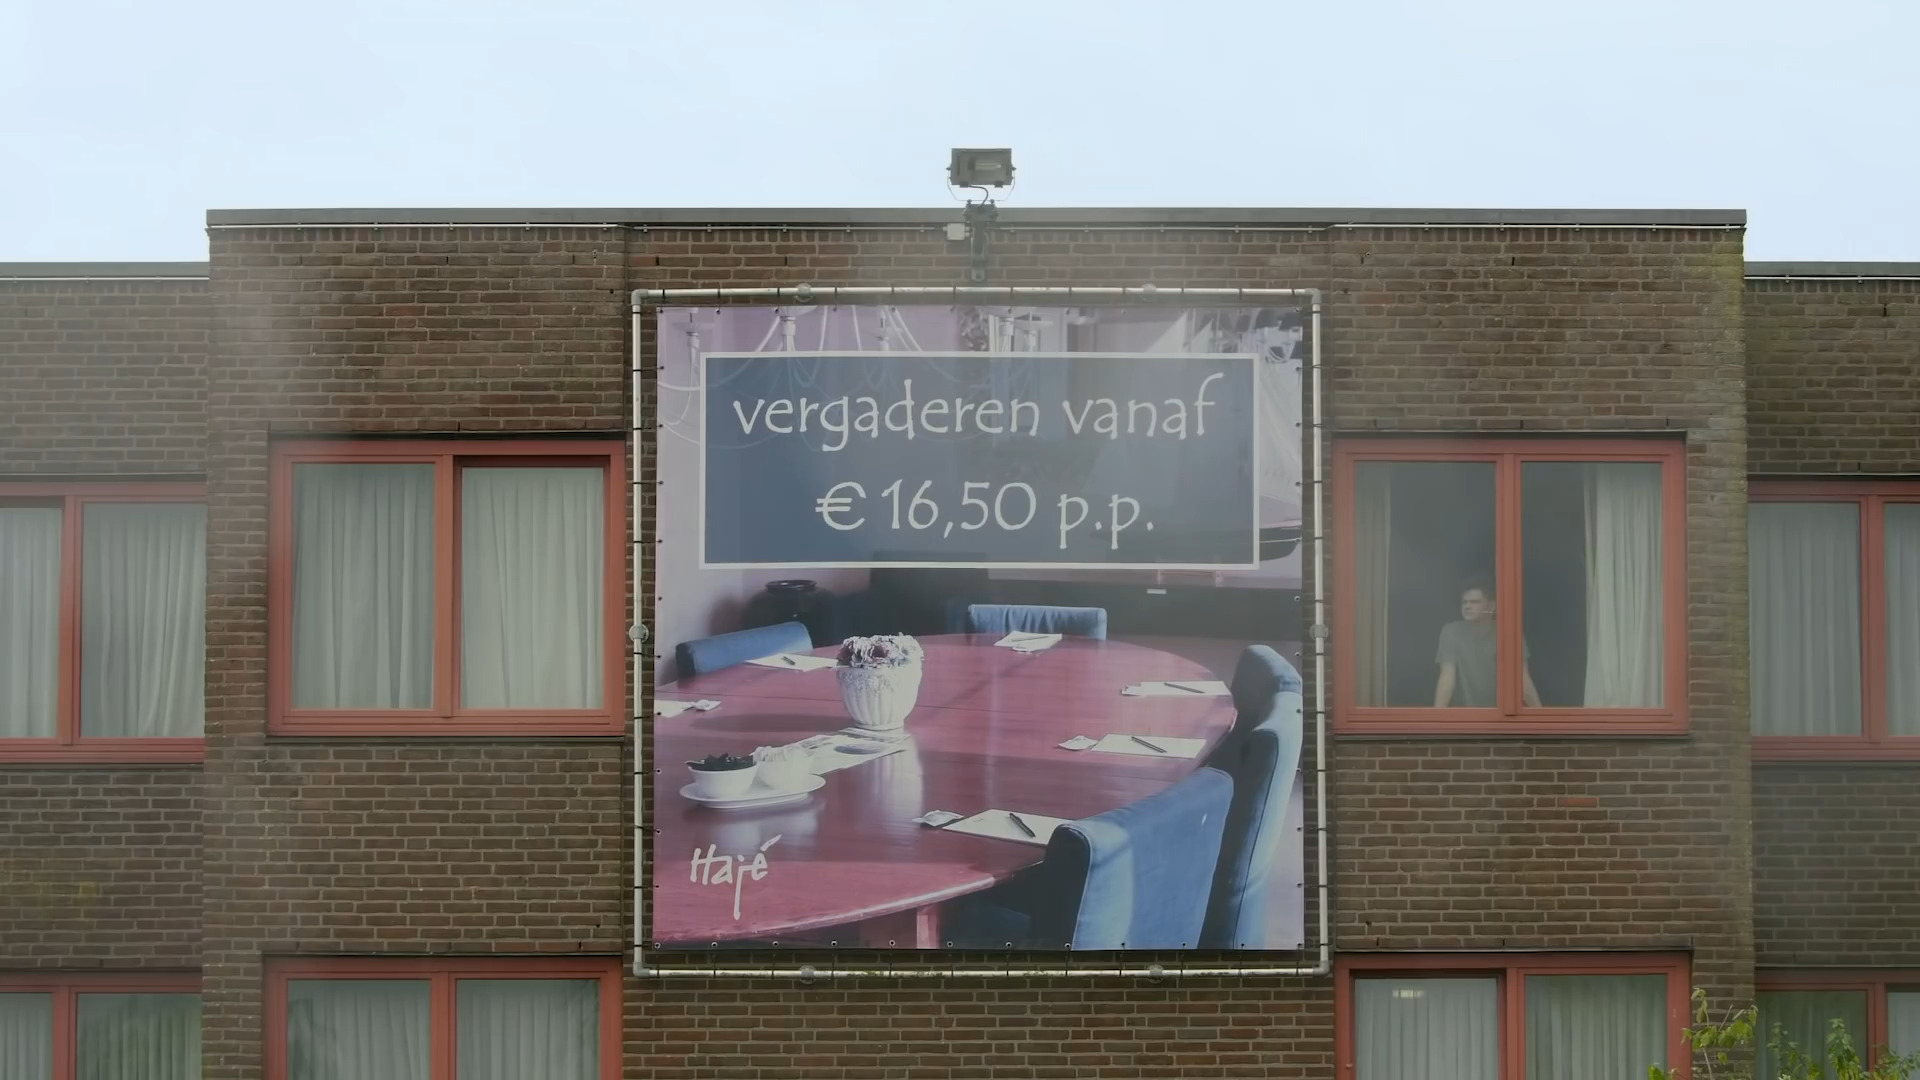 vergaderen vanaf
€ 16,50 p.p.
Hajé